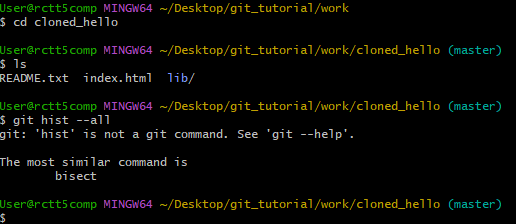 User@rctt5comp MINGW64 ~/Desktop/git_tutorial/work
$ cd cloned_hello
User@rctt5comp MINGW64 ~/Desktop/git_tutorial/work/cloned_hello (master)
$ ls
README.txt  index.html  lib/
User@rctt5comp MINGW64 ~/Desktop/git_tutorial/work/cloned_hello (master)
$ git hist --all
git: 'hist' is not a git command. See 'git --help'.
The most similar command is
        bisect
User@rctt5comp MINGW64 ~/Desktop/git_tutorial/work/cloned_hello (master)
$